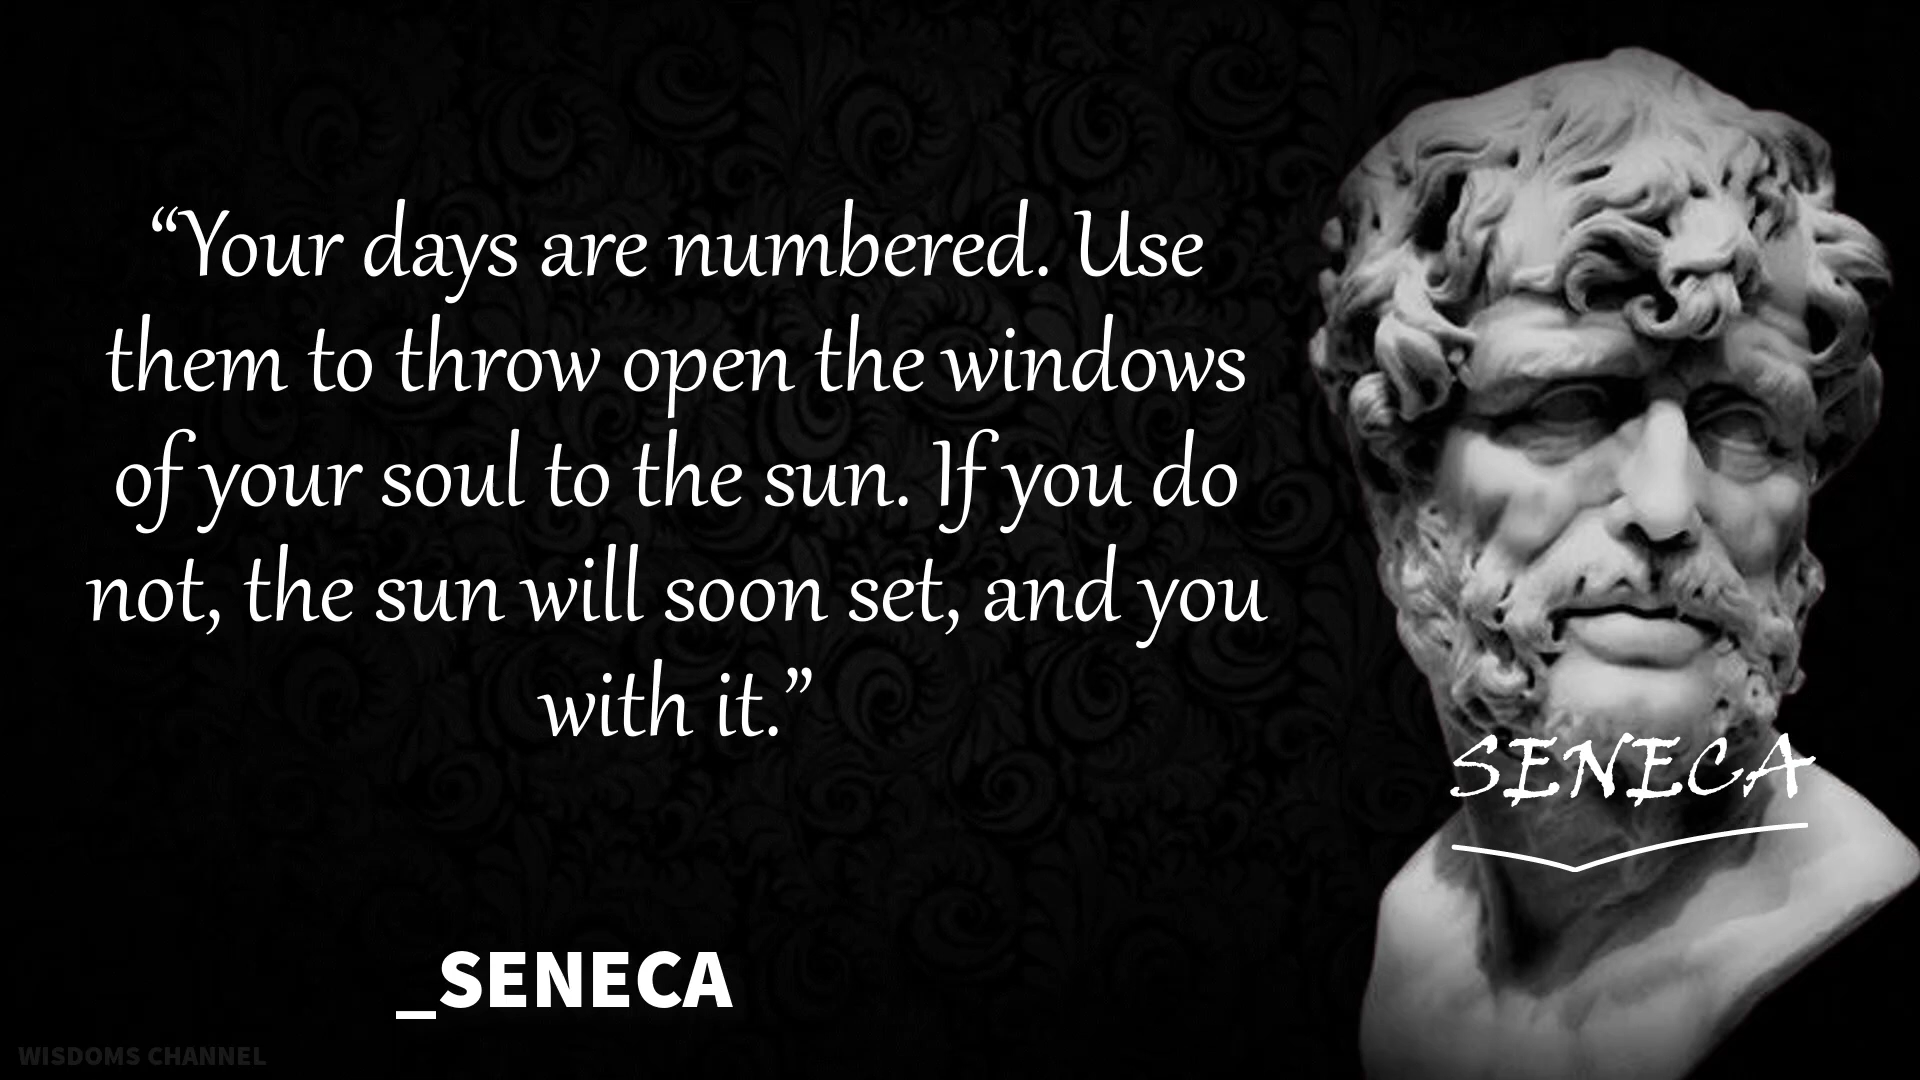 “Your days are numbered. Use
them to throw open the windows
of your soul to the sun. If you do
not, the sun will soon set, and you
with it.”
SENECA
_SENECA
WISDOMS CHANNEL